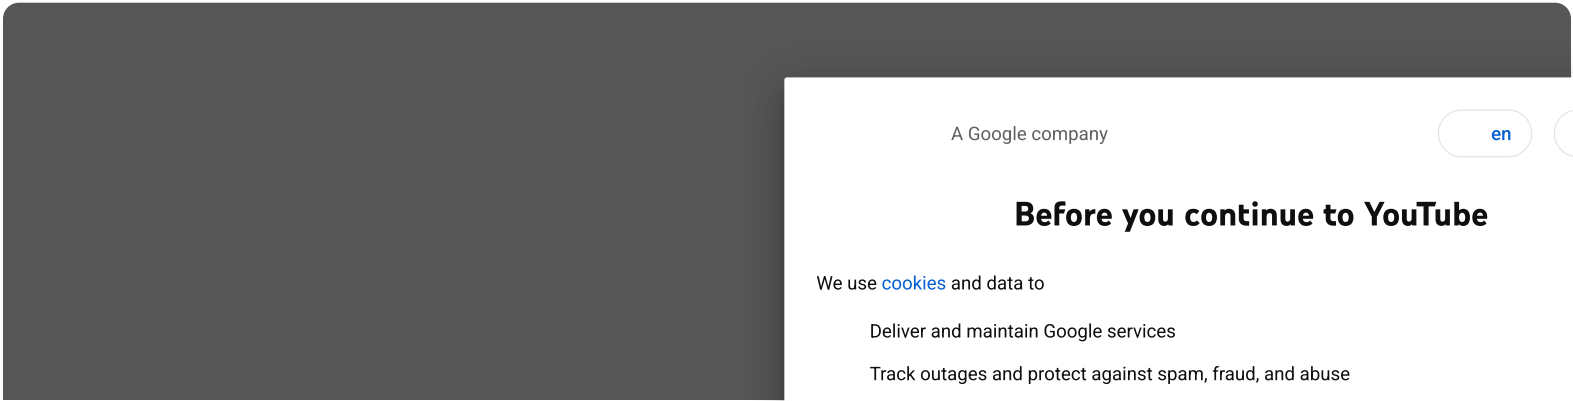 A Google company
en
Before you continue to YouTube
We use cookies and data to
Deliver and maintain Google services
Track outages and protect against spam, fraud, and abuse